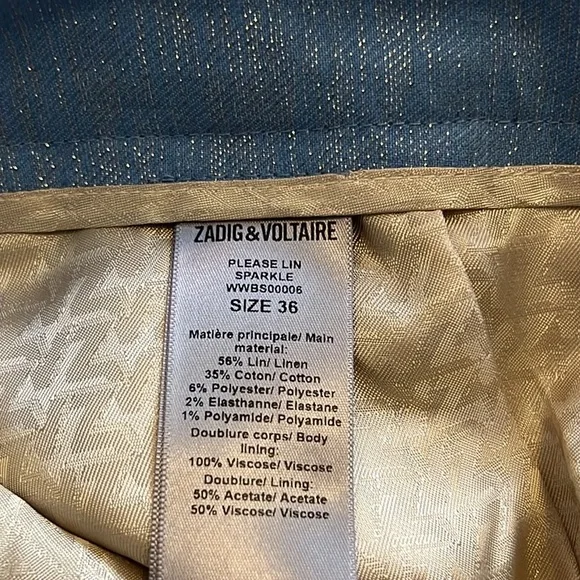 ZADIG & VOLTAIRE
PLEASE LIN
SPARKLE
WWBS00006
SIZE 36
Matière principale/ Main
material:
56% Lin/ Linen
35% Coton/ Cotton
6% Polyester/ Polyester
2% Elasthanne/ Elastane
1% Polyamide/ Polyamide
Doublure corps/ Body
lining:
100% Viscose/ Viscose
Doublure/ Lining:
50% Acetate/ Acetate
50% Viscose/ Viscose